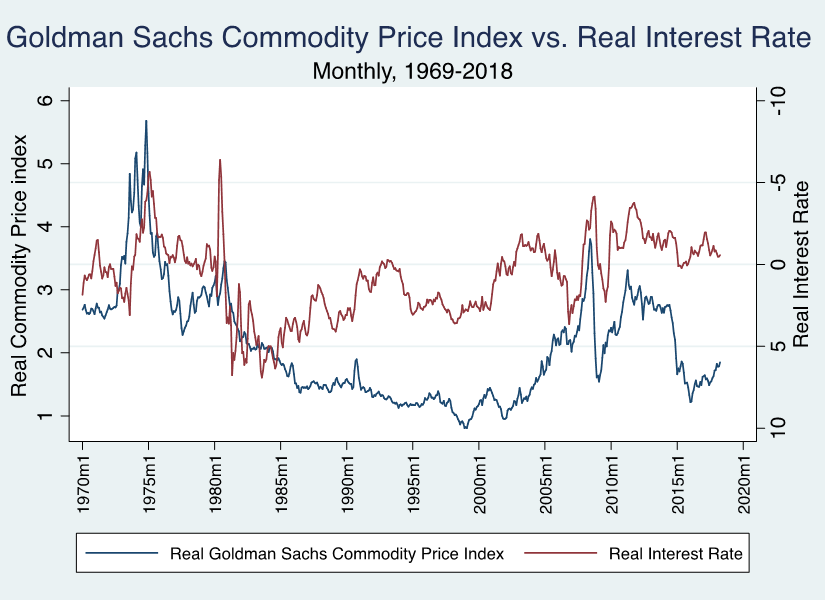 Goldman Sachs Commodity Price Index vs. Real Interest Rate
Monthly, 1969-2018
Real Commodity Price index
6
5
4
3
2
1
-10
-5
0
5
10
Real Interest Rate
1970m1
1975m1
1980m1
1985m1
1990m1
1995m1
2000m1
2005m1
2010m1
2015m1
2020m1
Real Goldman Sachs Commodity Price Index
Real Interest Rate